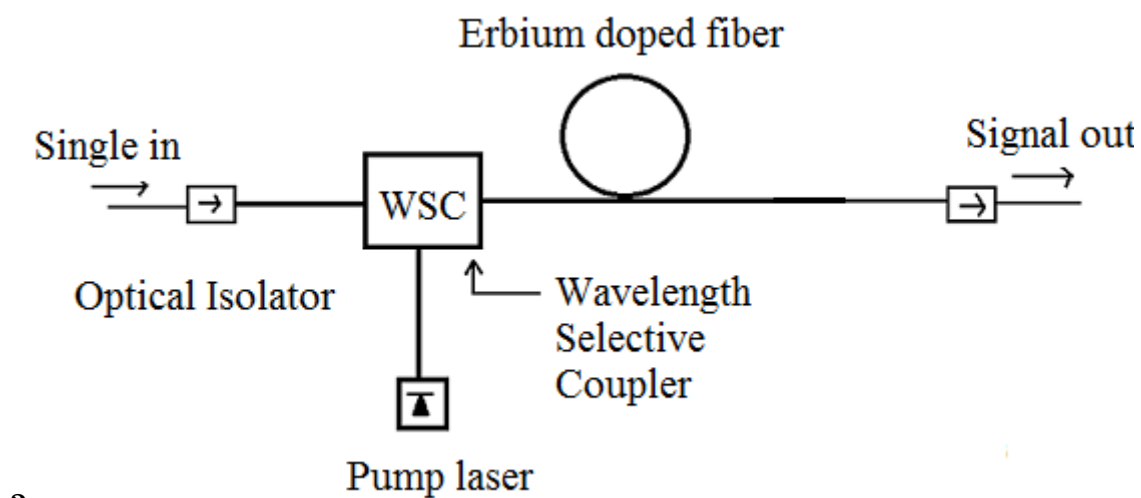 Erbium doped fiber
Single in
Signal out
WSC
Optical Isolator
Wavelength
Selective
Coupler
Pump laser